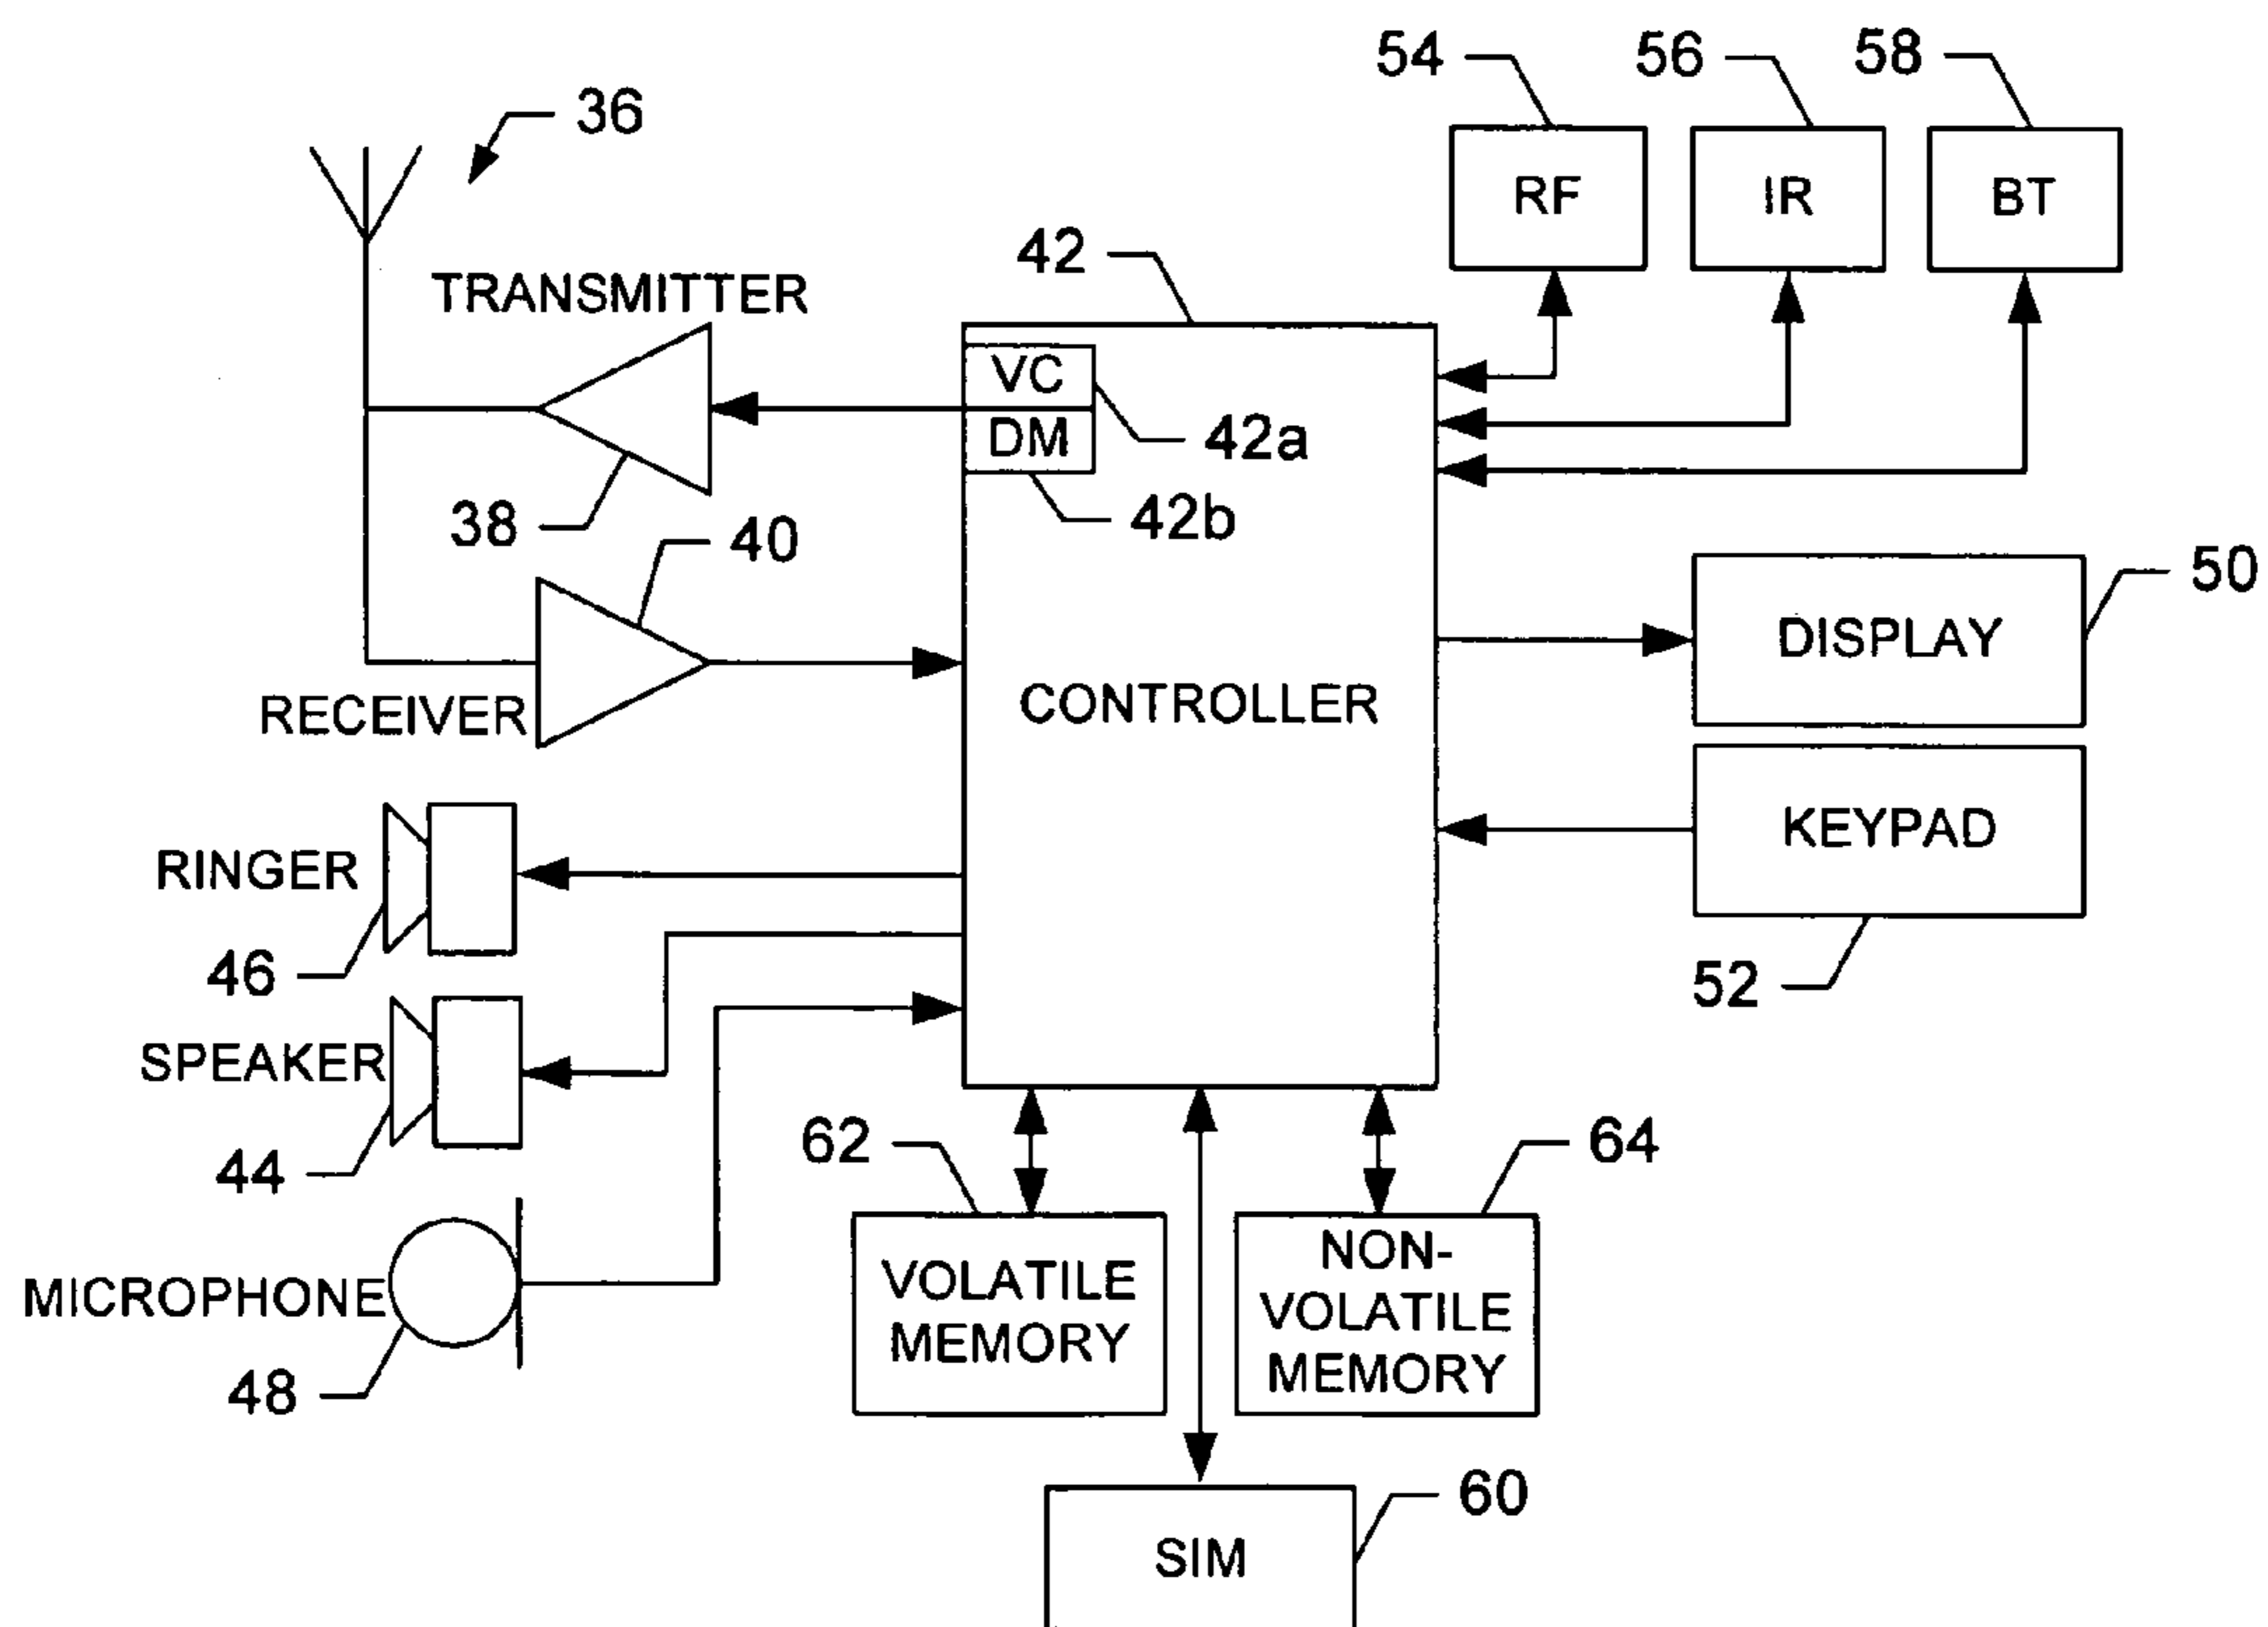 54
56
58
36
RF
IR
BT
42
TRANSMITTER
VC
DM
42a
38
42b
40
50
DISPLAY
RECEIVER
CONTROLLER
KEYPAD
RINGER
46
52
SPEAKER
44
62
64
MICROPHONE
48
VOLATILE
MEMORY
NON-
VOLATILE
MEMORY
60
SIM